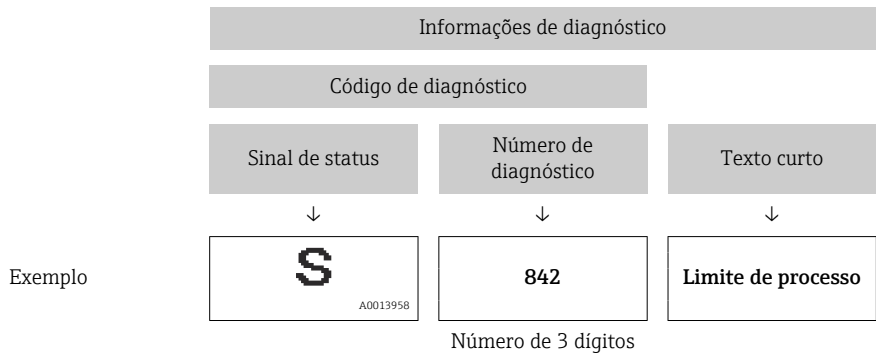 Informações de diagnóstico
Código de diagnóstico
Sinal de status
Número de
diagnóstico
Texto curto
↓ ↓ ↓
Exemplo
S
A0013958
842
Limite de processo
Número de 3 dígitos